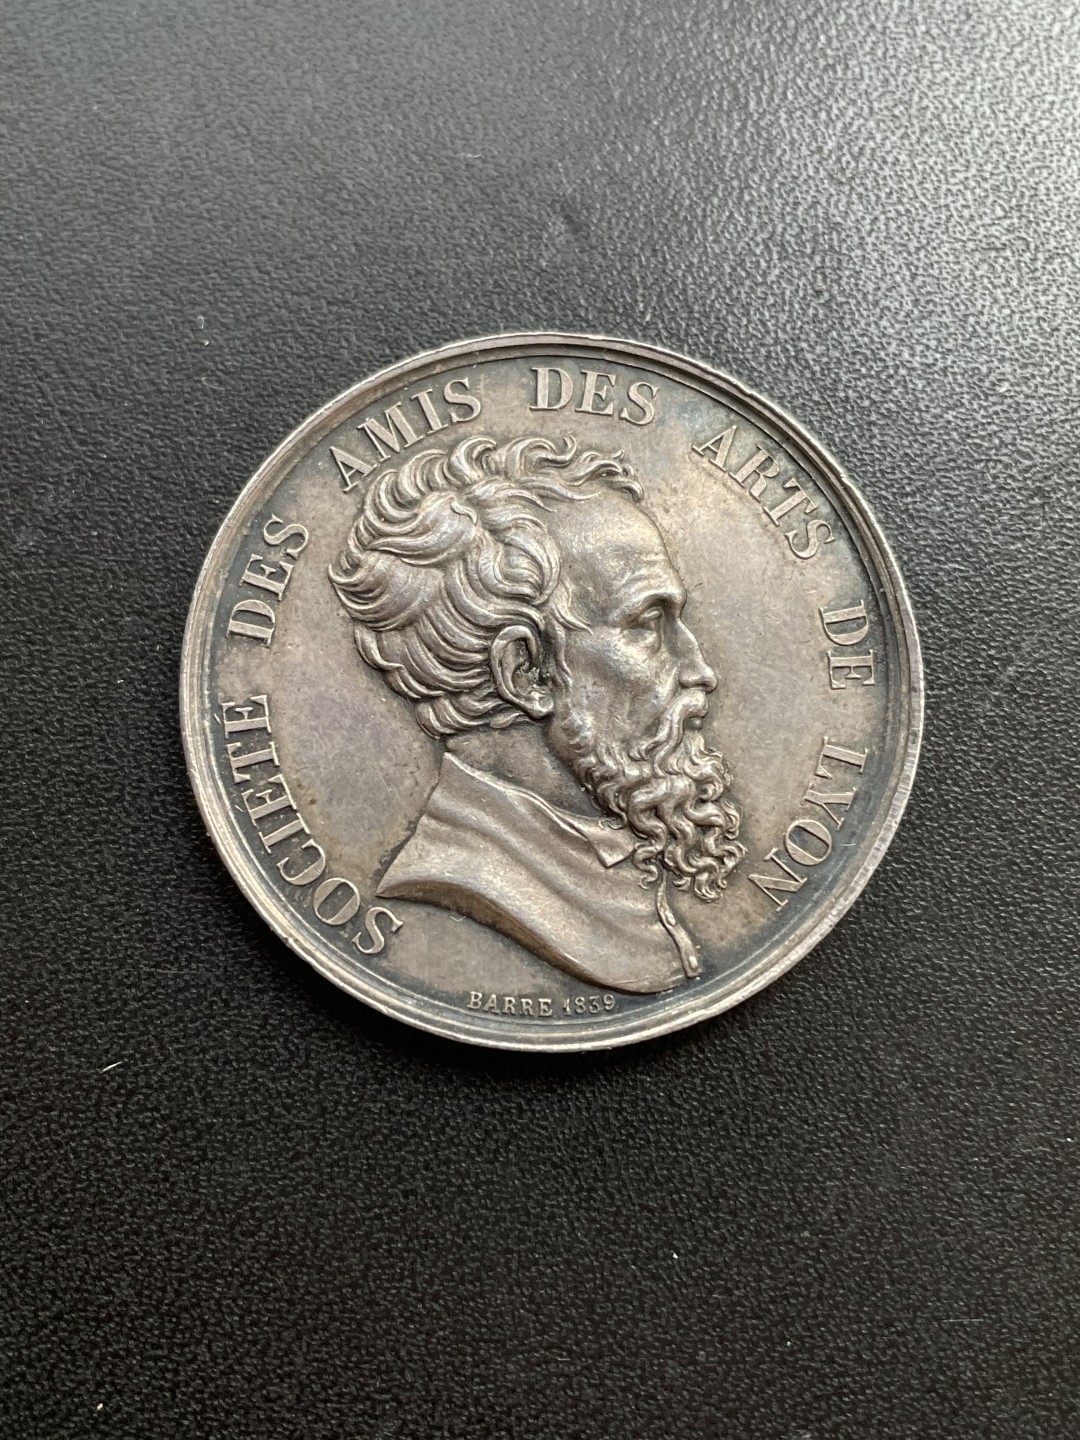 SOCIÉTÉ DES AMIS DES ARTS DE LYON
BARRE 1839